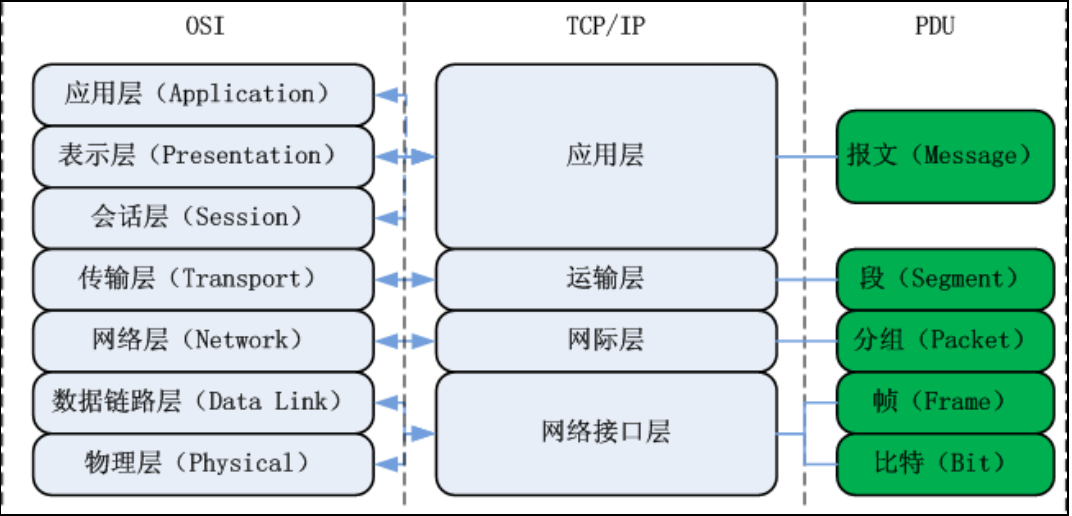 OSI
TCP/IP
PDU
应用层（Application）
表示层（Presentation）
会话层（Session）
传输层（Transport）
网络层（Network）
数据链路层（Data Link）
物理层（Physical）
应用层
运输层
网际层
网络接口层
报文（Message）
段（Segment）
分组（Packet）
帧（Frame）
比特（Bit）